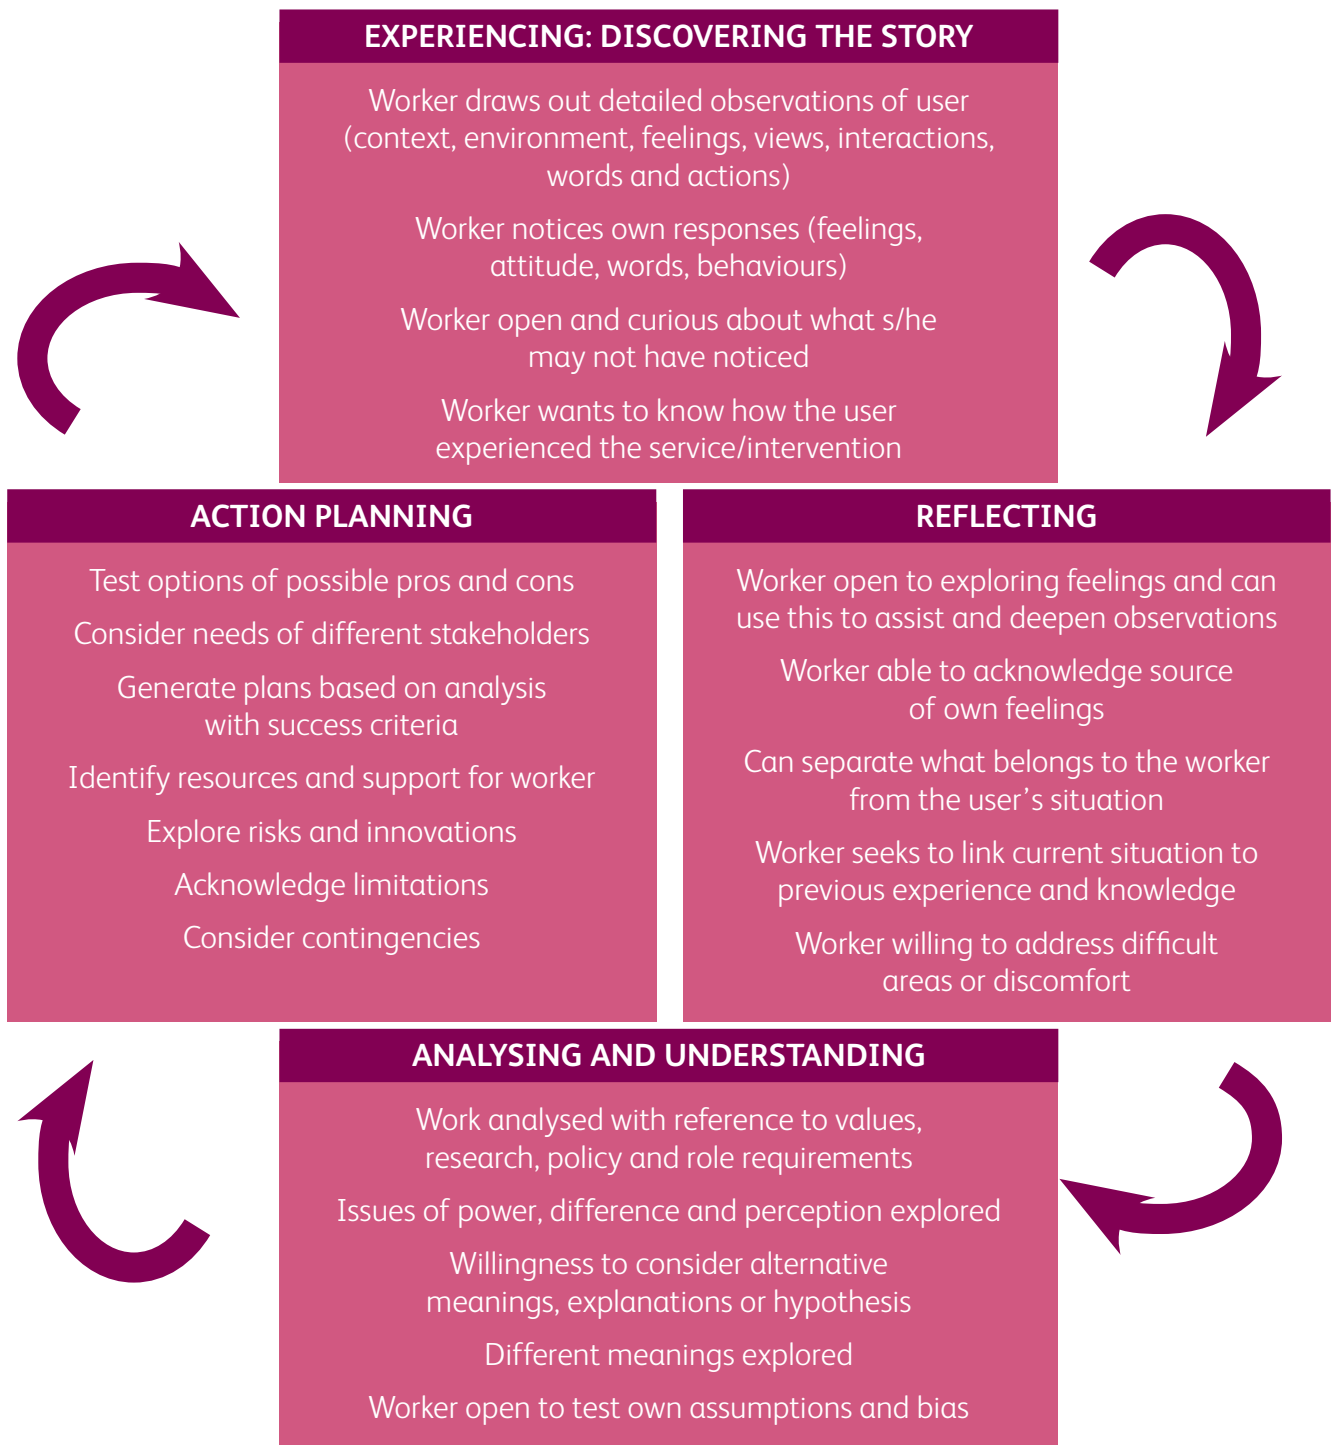 EXPERIENCING: DISCOVERING THE STORY
Worker draws out detailed observations of user
(context, environment, feelings, views, interactions,
words and actions)
Worker notices own responses (feelings,
attitude, words, behaviours)
Worker open and curious about what s/he
may not have noticed
Worker wants to know how the user
experienced the service/intervention
ACTION PLANNING
Test options of possible pros and cons
Consider needs of different stakeholders
Generate plans based on analysis
with success criteria
Identify resources and support for worker
Explore risks and innovations
Acknowledge limitations
Consider contingencies
REFLECTING
Worker open to exploring feelings and can
use this to assist and deepen observations
Worker able to acknowledge source
of own feelings
Can separate what belongs to the worker
from the user's situation
Worker seeks to link current situation to
previous experience and knowledge
Worker willing to address difficult
areas or discomfort
ANALYSING AND UNDERSTANDING
Work analysed with reference to values,
research, policy and role requirements
Issues of power, difference and perception explored
Willingness to consider alternative
meanings, explanations or hypothesis
Different meanings explored
Worker open to test own assumptions and bias